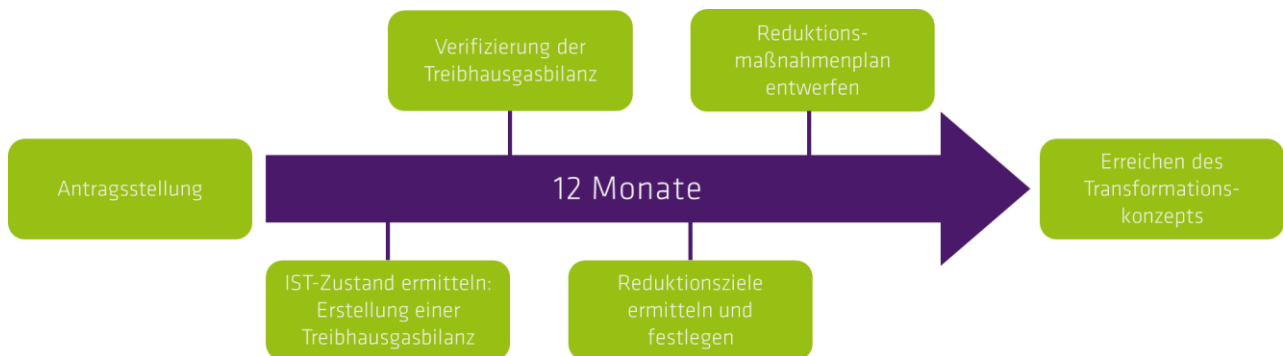 Antragsstellung
IST-Zustand ermitteln:
Erstellung einer
Treibhausgasbilanz
Verifizierung der
Treibhausgasbilanz
12 Monate
Reduktionsziele
ermitteln und
festlegen
Reduktions-
maßnahmenplan
entwerfen
Erreichen des
Transformations-
konzepts